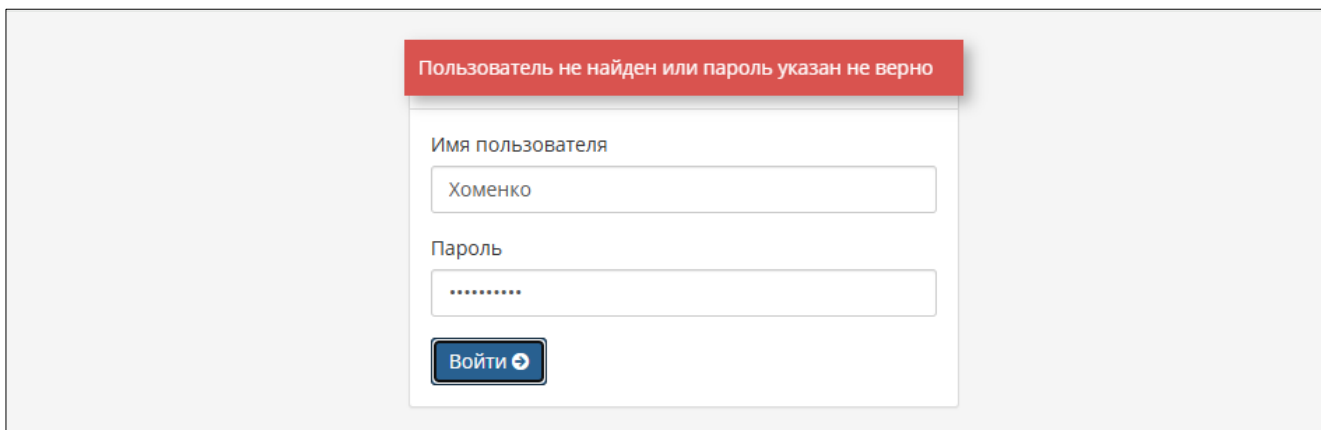 Пользователь не найден или пароль указан не верно
Имя пользователя
Хоменко
Пароль
••••••••••
Войти